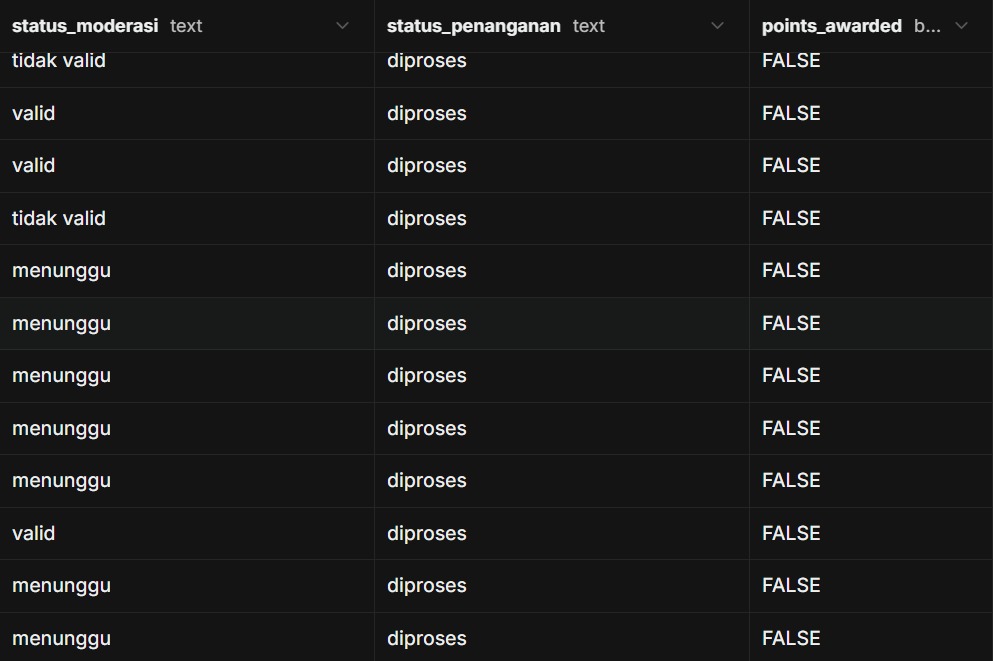 status_moderasi text status_penanganan text points_awarded b...
tidak valid diproses FALSE
valid diproses FALSE
valid diproses FALSE
tidak valid diproses FALSE
menunggu diproses FALSE
menunggu diproses FALSE
menunggu diproses FALSE
menunggu diproses FALSE
menunggu diproses FALSE
valid diproses FALSE
menunggu diproses FALSE
menunggu diproses FALSE